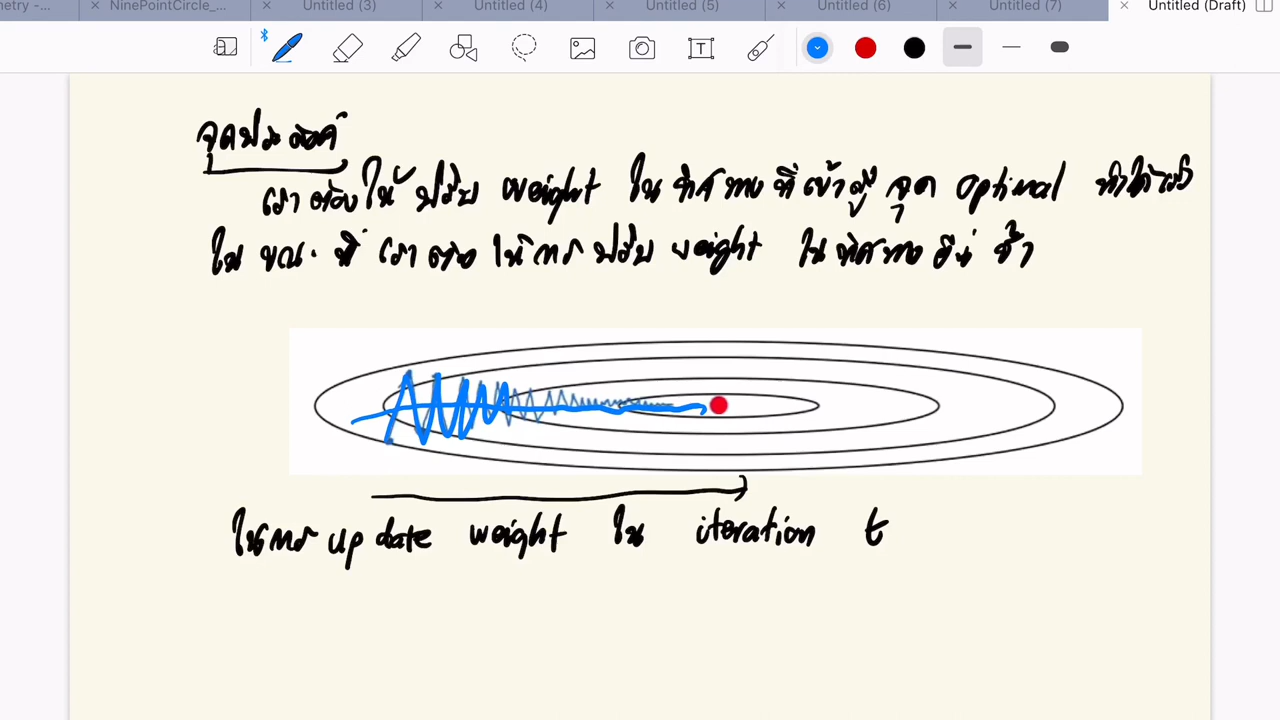 metry -...
NinePointCircle_...
Untitled (3)
Untitled (4)
Untitled (5)
Untitled (6)
Untitled (7)
Untitled (Draft)
จุดประสงค์
เราต้องให้ ปรับ weight ใน ทิศทาง ที่เข้าสู่ จุด optimal ทำได้เร็ว
ใน ขณะ ที่ เราต้อง ให้การ ปรับ weight ในทิศทาง อื่น ช้า
ในการ update weight ใน iteration t